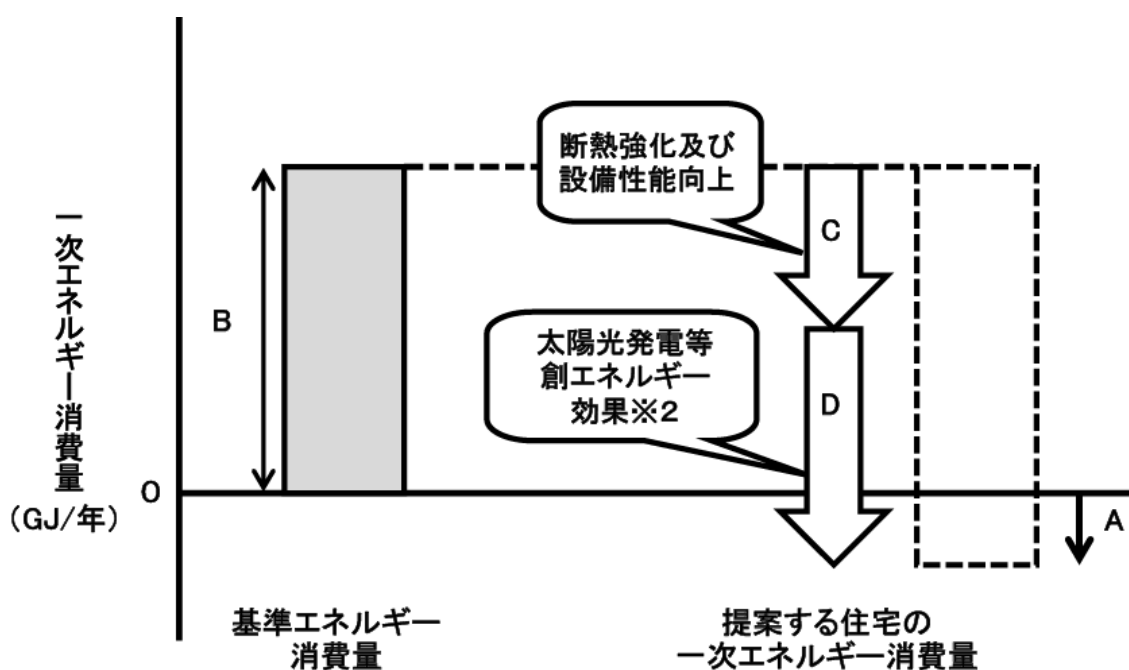 断熱強化及び
設備性能向上
C
一次エネルギー消費量
(GJ/年)
B
太陽光発電等
創エネルギー
効果※2
D
0
A
基準エネルギー
消費量
提案する住宅の
一次エネルギー消費量